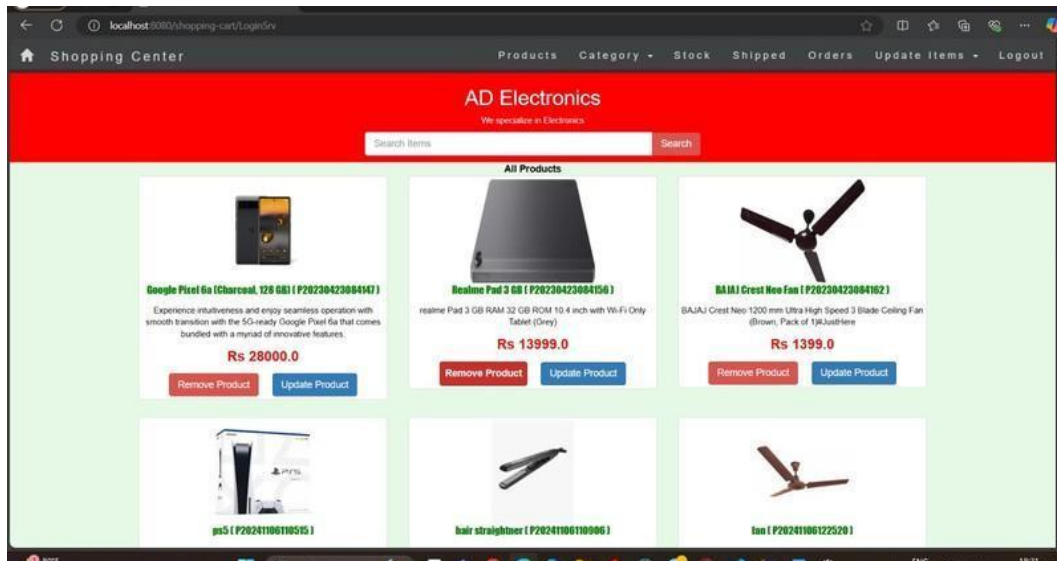 localhost:8080/shopping-cart/LoginSrv
Shopping Center
Products Category Stock Shipped Orders Update Items Logout
AD Electronics
We specialize in Electronics
Search Items
Search
All Products
Google Pixel 6a (Charcoal, 128 GB) ( P20230423084147 )
Experience intuitiveness and enjoy seamless operation with
smooth transition with the 5G-ready Google Pixel 6a that comes
bundled with a myriad of innovative features.
Rs 28000.0
Remove Product Update Product
Realme Pad 3 GB ( P20230423084156 )
realme Pad 3 GB RAM 32 GB ROM 10.4 inch with Wi-Fi Only
Tablet (Grey)
Rs 13999.0
Remove Product Update Product
BAJAJ Crest Neo Fan ( P20230423084162 )
BAJAJ Crest Neo 1200 mm Ultra High Speed 3 Blade Ceiling Fan
(Brown, Pack of 1)#JustHere
Rs 1399.0
Remove Product Update Product
PS5
ps5 ( P20241106110515 )
hair straightner ( P20241106110906 )
fan ( P20241106122520 )